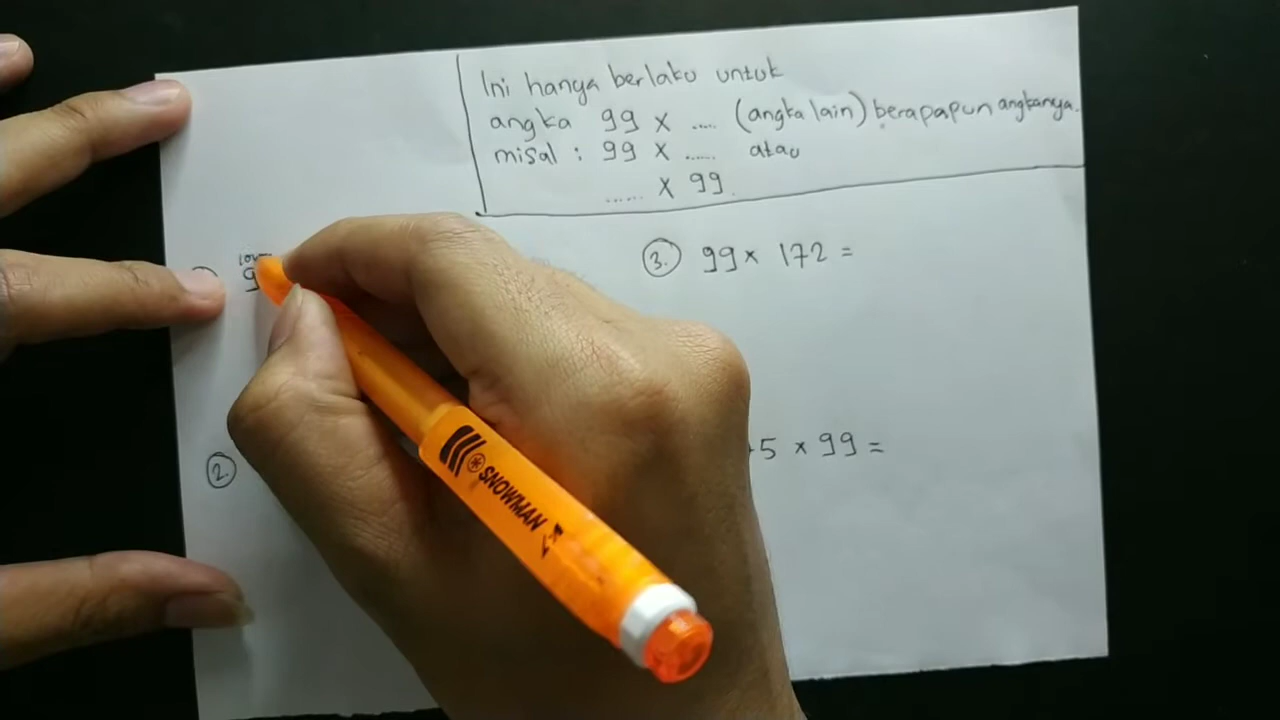 Ini hanya berlaku untuk
angka 99 x ..... (angka lain) berapapun angkanya.
misal : 99 x ...... atau
...... x 99.
3. 99 x 172 =
2.
5 x 99 =
SNOWMAN V-7